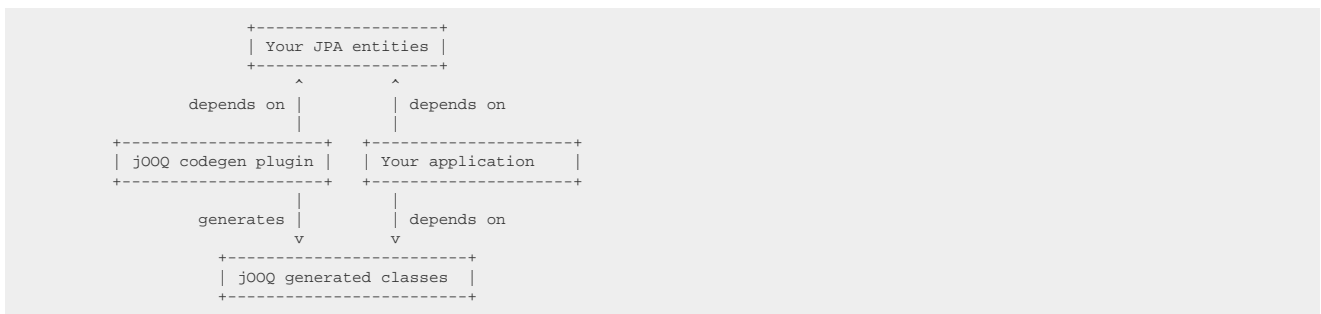 +-------------------+
| Your JPA entities |
+-------------------+
^ ^
depends on | | depends on
| |
+---------------------+ +---------------------+
| jOOQ codegen plugin | | Your application |
+---------------------+ +---------------------+
| |
generates | | depends on
v v
+-------------------------+
| jOOQ generated classes |
+-------------------------+